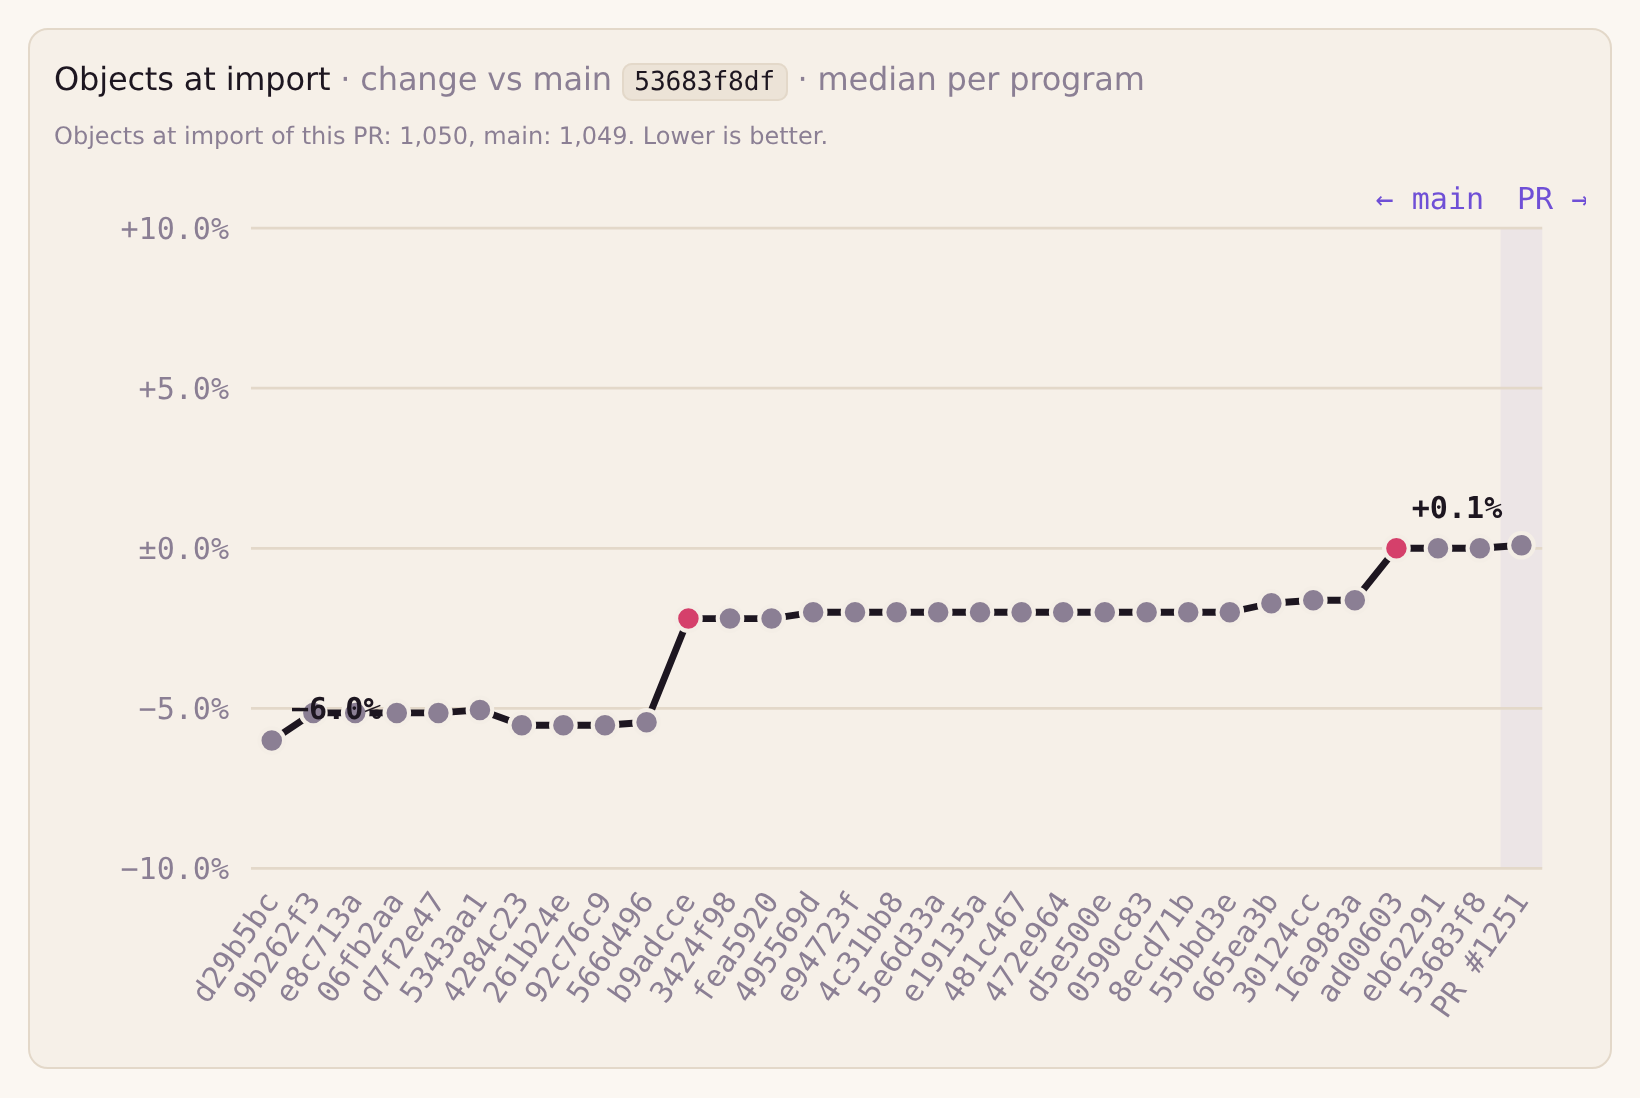 Objects at import · change vs main 53683f8df · median per program
Objects at import of this PR: 1,050, main: 1,049. Lower is better.
← main PR →
+10.0%
+5.0%
+0.1%
±0.0%
−5.0%
−6.0%
−10.0%
d29b5bc
9b262f3
e8c713a
06fb2aa
d7f2e47
5343aa1
4284c23
261b24e
92c76c9
566d496
b9adcce
3424f98
fea5920
495569d
e94723f
4c31bb8
5e6d33a
e19135a
481c467
472e964
d5e500e
0590c83
8ecd71b
55bbd3e
665ea3b
30124cc
16a983a
ad00603
eb62291
53683f8
PR #1251